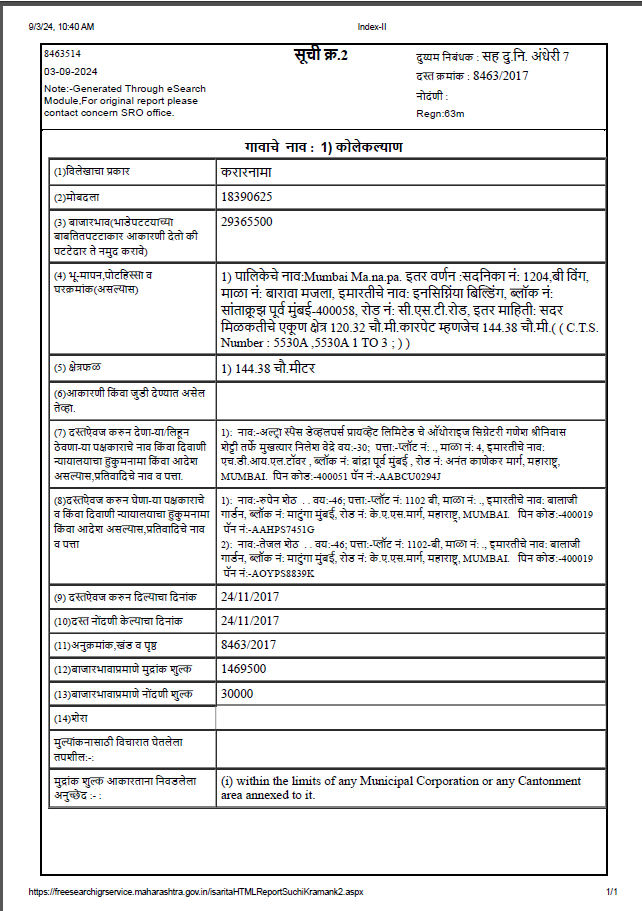 9/3/24, 10:40 AM
Index-II
8463514
सूची क्र.2
दुय्यम निबंधक : सह दु.नि. अंधेरी 7
03-09-2024
दस्त क्रमांक : 8463/2017
Note:-Generated Through eSearch
Module,For original report please
contact concern SRO office.
नोदंणी :
Regn:63m
गावाचे नाव : 1) कोलेकल्याण
(1)विलेखाचा प्रकार
करारनामा
(2)मोबदला
18390625
(3) बाजारभाव(भाडेपटटयाच्या
बाबतितपटटाकार आकारणी देतो की
पटटेदार ते नमुद करावे)
29365500
(4) भू-मापन,पोटहिस्सा व
घरक्रमांक(असल्यास)
1) पालिकेचे नाव:Mumbai Ma.na.pa. इतर वर्णन :सदनिका नं: 1204,बी विंग,
माळा नं: बारावा मजला, इमारतीचे नाव: इनसिग्निंया बिल्डिंग, ब्लॉक नं:
सांताक्रूझ पूर्व मुंबई-400058, रोड नं: सी.एस.टी.रोड, इतर माहिती: सदर
मिळकतीचे एकूण क्षेत्र 120.32 चौ.मी.कारपेट म्हणजेच 144.38 चौ.मी.( ( C.T.S.
Number : 5530A ,5530A 1 TO 3 ; ) )
(5) क्षेत्रफळ
1) 144.38 चौ.मीटर
(6)आकारणी किंवा जुडी देण्यात असेल
तेव्हा.
(7) दस्तऐवज करुन देणा-या/लिहून
ठेवणा-या पक्षकाराचे नाव किंवा दिवाणी
न्यायालयाचा हुकुमनामा किंवा आदेश
असल्यास,प्रतिवादिचे नाव व पत्ता.
1): नाव:-अल्ट्रा स्पेस डेव्हलपर्स प्रायव्हेट लिमिटेड चे ऑथोराइज सिग्नेटरी गणेश श्रीनिवास
शेट्टी तर्फे मुखत्यार निलेश वेद्रे वय:-30; पत्ता:-प्लॉट नं: ., माळा नं: 4, इमारतीचे नाव:
एच.डी.आय.एल.टॉवर , ब्लॉक नं: बांद्रा पूर्व मुंबई , रोड नं: अनंत काणेकर मार्ग, महाराष्ट्र,
MUMBAI. पिन कोड:-400051 पॅन नं:-AABCU0294J
(8)दस्तऐवज करुन घेणा-या पक्षकाराचे
व किंवा दिवाणी न्यायालयाचा हुकुमनामा
किंवा आदेश असल्यास,प्रतिवादिचे नाव
व पत्ता
1): नाव:-रुपेन शेठ . . वय:-46; पत्ता:-प्लॉट नं: 1102 बी, माळा नं: ., इमारतीचे नाव: बालाजी
गार्डन, ब्लॉक नं: माटुंगा मुंबई, रोड नं: के.ए.एस.मार्ग, महाराष्ट्र, MUMBAI. पिन कोड:-400019
पॅन नं:-AAHPS7451G
2): नाव:-तेजल शेठ . . वय:-46; पत्ता:-प्लॉट नं: 1102-बी, माळा नं: ., इमारतीचे नाव: बालाजी
गार्डन, ब्लॉक नं: माटुंगा मुंबई, रोड नं: के.ए.एस.मार्ग, महाराष्ट्र, MUMBAI. पिन कोड:-400019
पॅन नं:-AOYPS8839K
(9) दस्तऐवज करुन दिल्याचा दिनांक
24/11/2017
(10)दस्त नोंदणी केल्याचा दिनांक
24/11/2017
(11)अनुक्रमांक,खंड व पृष्ठ
8463/2017
(12)बाजारभावाप्रमाणे मुद्रांक शुल्क
1469500
(13)बाजारभावाप्रमाणे नोंदणी शुल्क
30000
(14)शेरा
मुल्यांकनासाठी विचारात घेतलेला
तपशील:-:
मुद्रांक शुल्क आकारताना निवडलेला
अनुच्छेद :- :
(i) within the limits of any Municipal Corporation or any Cantonment
area annexed to it.
https://freesearchigrservice.maharashtra.gov.in/isaritaHTMLReportSuchiKramank2.aspx
1/1